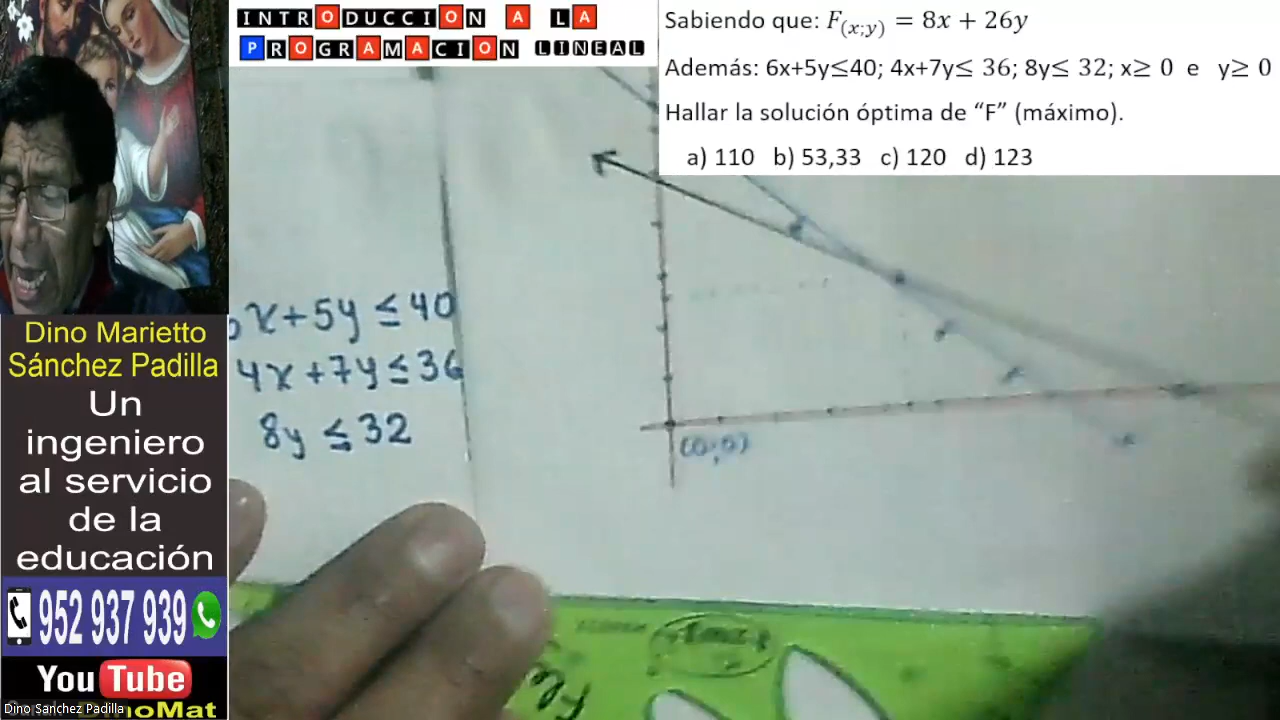 INTRODUCCION A LA
PROGRAMACION LINEAL
Sabiendo que: F(x;y) = 8x + 26y
Además: 6x+5y≤40; 4x+7y≤ 36; 8y≤ 32; x≥ 0 e y≥ 0
Hallar la solución óptima de “F” (máximo).
a) 110 b) 53,33 c) 120 d) 123
x+5y ≤40
4x+7y≤36
8y ≤32
(0,0)
Dino Marietto
Sánchez Padilla
Un
ingeniero
al servicio
de la
educación
952 937 939
YouTube
Dino Sanchez Padilla
DinoMat